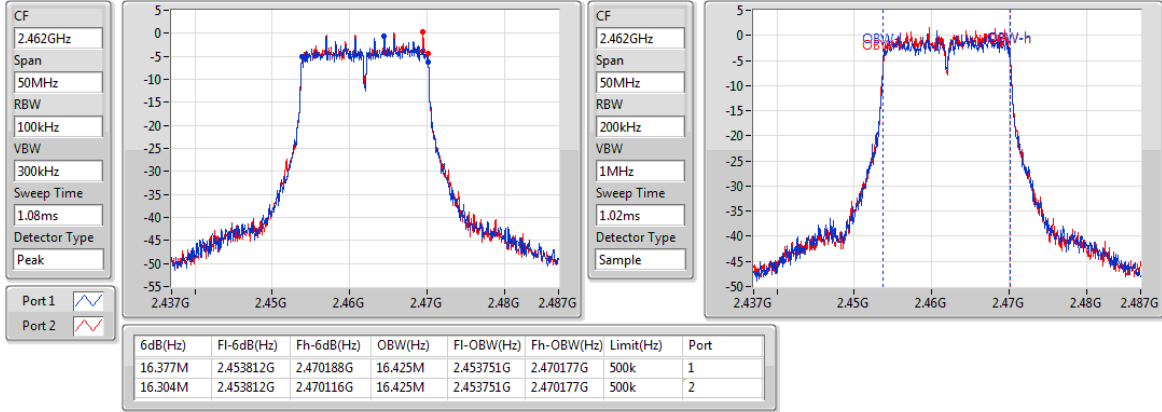 CF
2.462GHz
Span
50MHz
RBW
100kHz
VBW
300kHz
Sweep Time
1.08ms
Detector Type
Peak
Port 1
Port 2
5-
0-
-5-
-10-
-15-
-20-
-25-
-30-
-35-
-40-
-45-
-50-
-55-
2.437G 2.45G 2.46G 2.47G 2.48G 2.487G
CF
2.462GHz
Span
50MHz
RBW
200kHz
VBW
1MHz
Sweep Time
1.02ms
Detector Type
Sample
5-
0-
-5-
-10-
-15-
-20-
-25-
-30-
-35-
-40-
-45-
-50-
2.437G 2.45G 2.46G 2.47G 2.48G 2.487G
6dB(Hz) Fl-6dB(Hz) Fh-6dB(Hz) OBW(Hz) Fl-OBW(Hz) Fh-OBW(Hz) Limit(Hz) Port
16.377M 2.453812G 2.470188G 16.425M 2.453751G 2.470177G 500k 1
16.304M 2.453812G 2.470116G 16.425M 2.453751G 2.470177G 500k 2